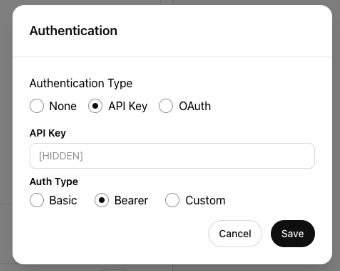 Authentication
Authentication Type
None API Key OAuth
API Key
[HIDDEN]
Auth Type
Basic Bearer Custom
Cancel Save